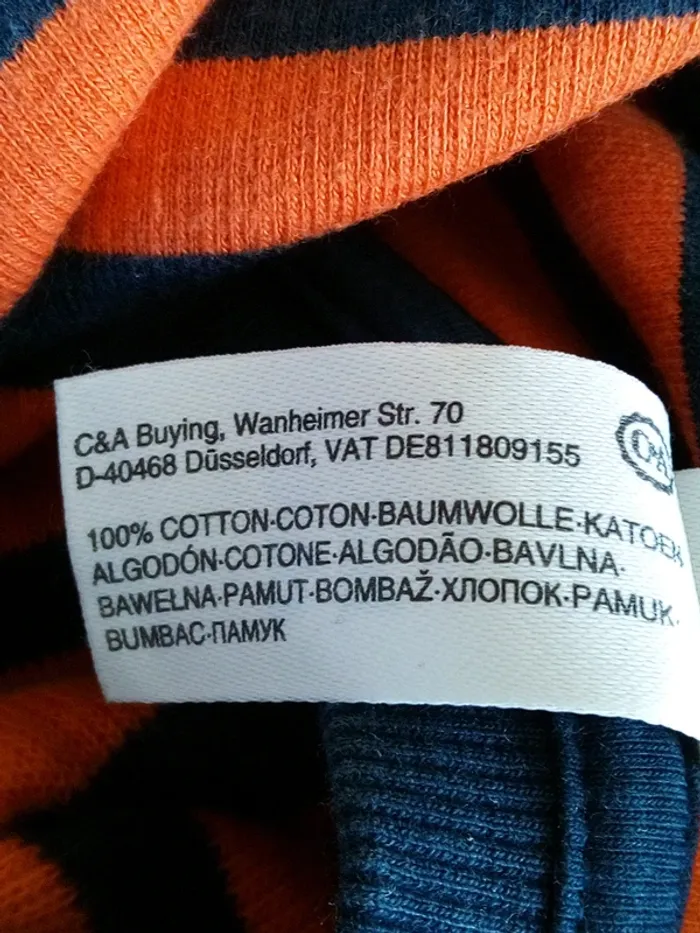 C&A Buying, Wanheimer Str. 70
D-40468 Düsseldorf, VAT DE811809155
C&A
100% COTTON·COTON·BAUMWOLLE·KATOEN
ALGODÓN·COTONE·ALGODÃO·BAVLNA·
BAWEŁNA·PAMUT·BOMBAŽ·ХЛОПОК·PAMUK·
BUMBAC·ПАМУК